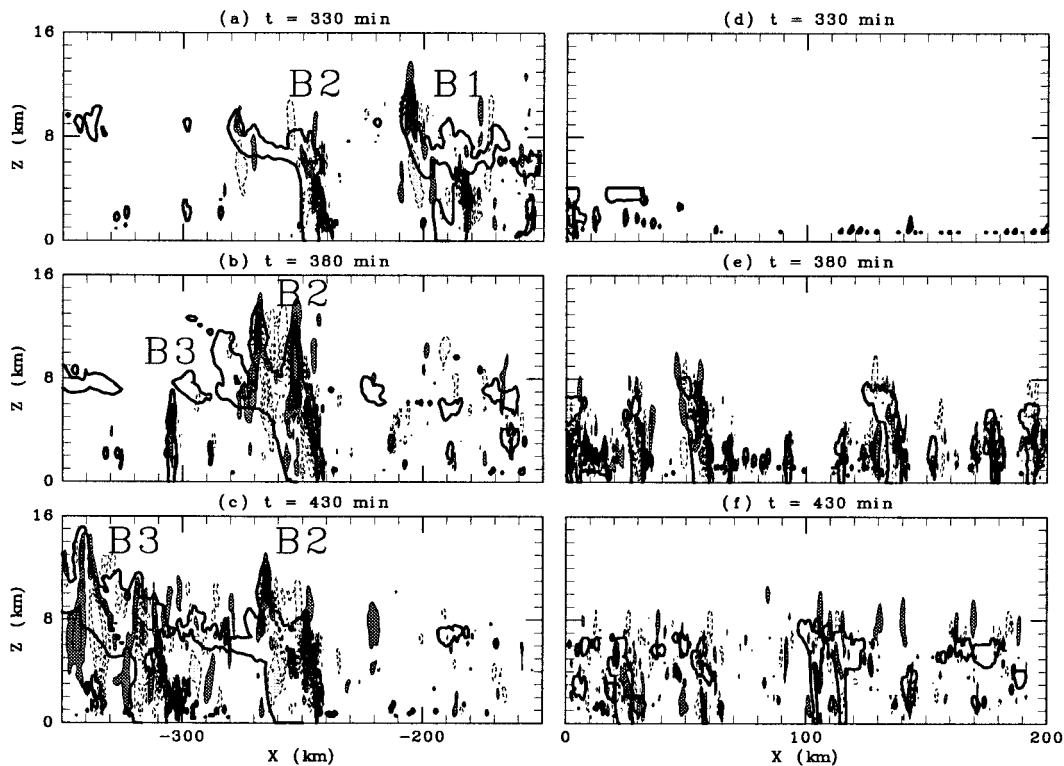 (a) t = 330 min
(d) t = 330 min
16
8
0
Z (km)
B2
B1
(b) t = 380 min
(e) t = 380 min
16
8
0
Z (km)
B3
B2
(c) t = 430 min
(f) t = 430 min
16
8
0
Z (km)
B3
B2
-300
-200
0
100
200
X (km)
X (km)